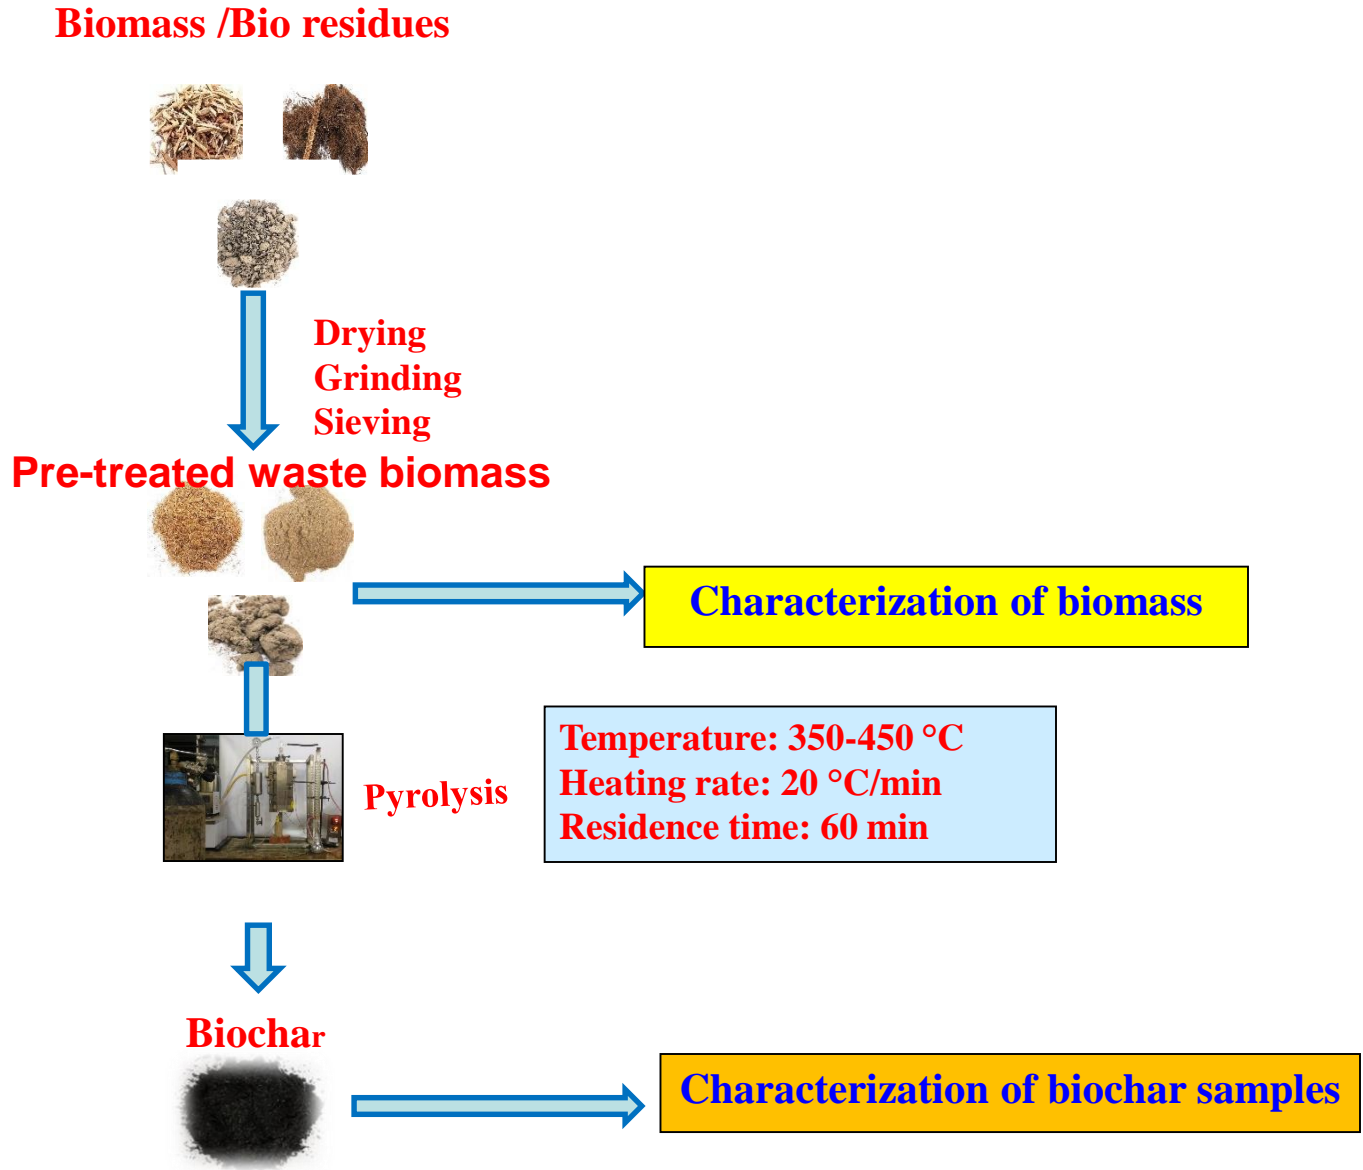 Biomass /Bio residues
Drying
Grinding
Sieving
Pre-treated waste biomass
Characterization of biomass
Temperature: 350-450 °C
Heating rate: 20 °C/min
Residence time: 60 min
Pyrolysis
Biochar
Characterization of biochar samples